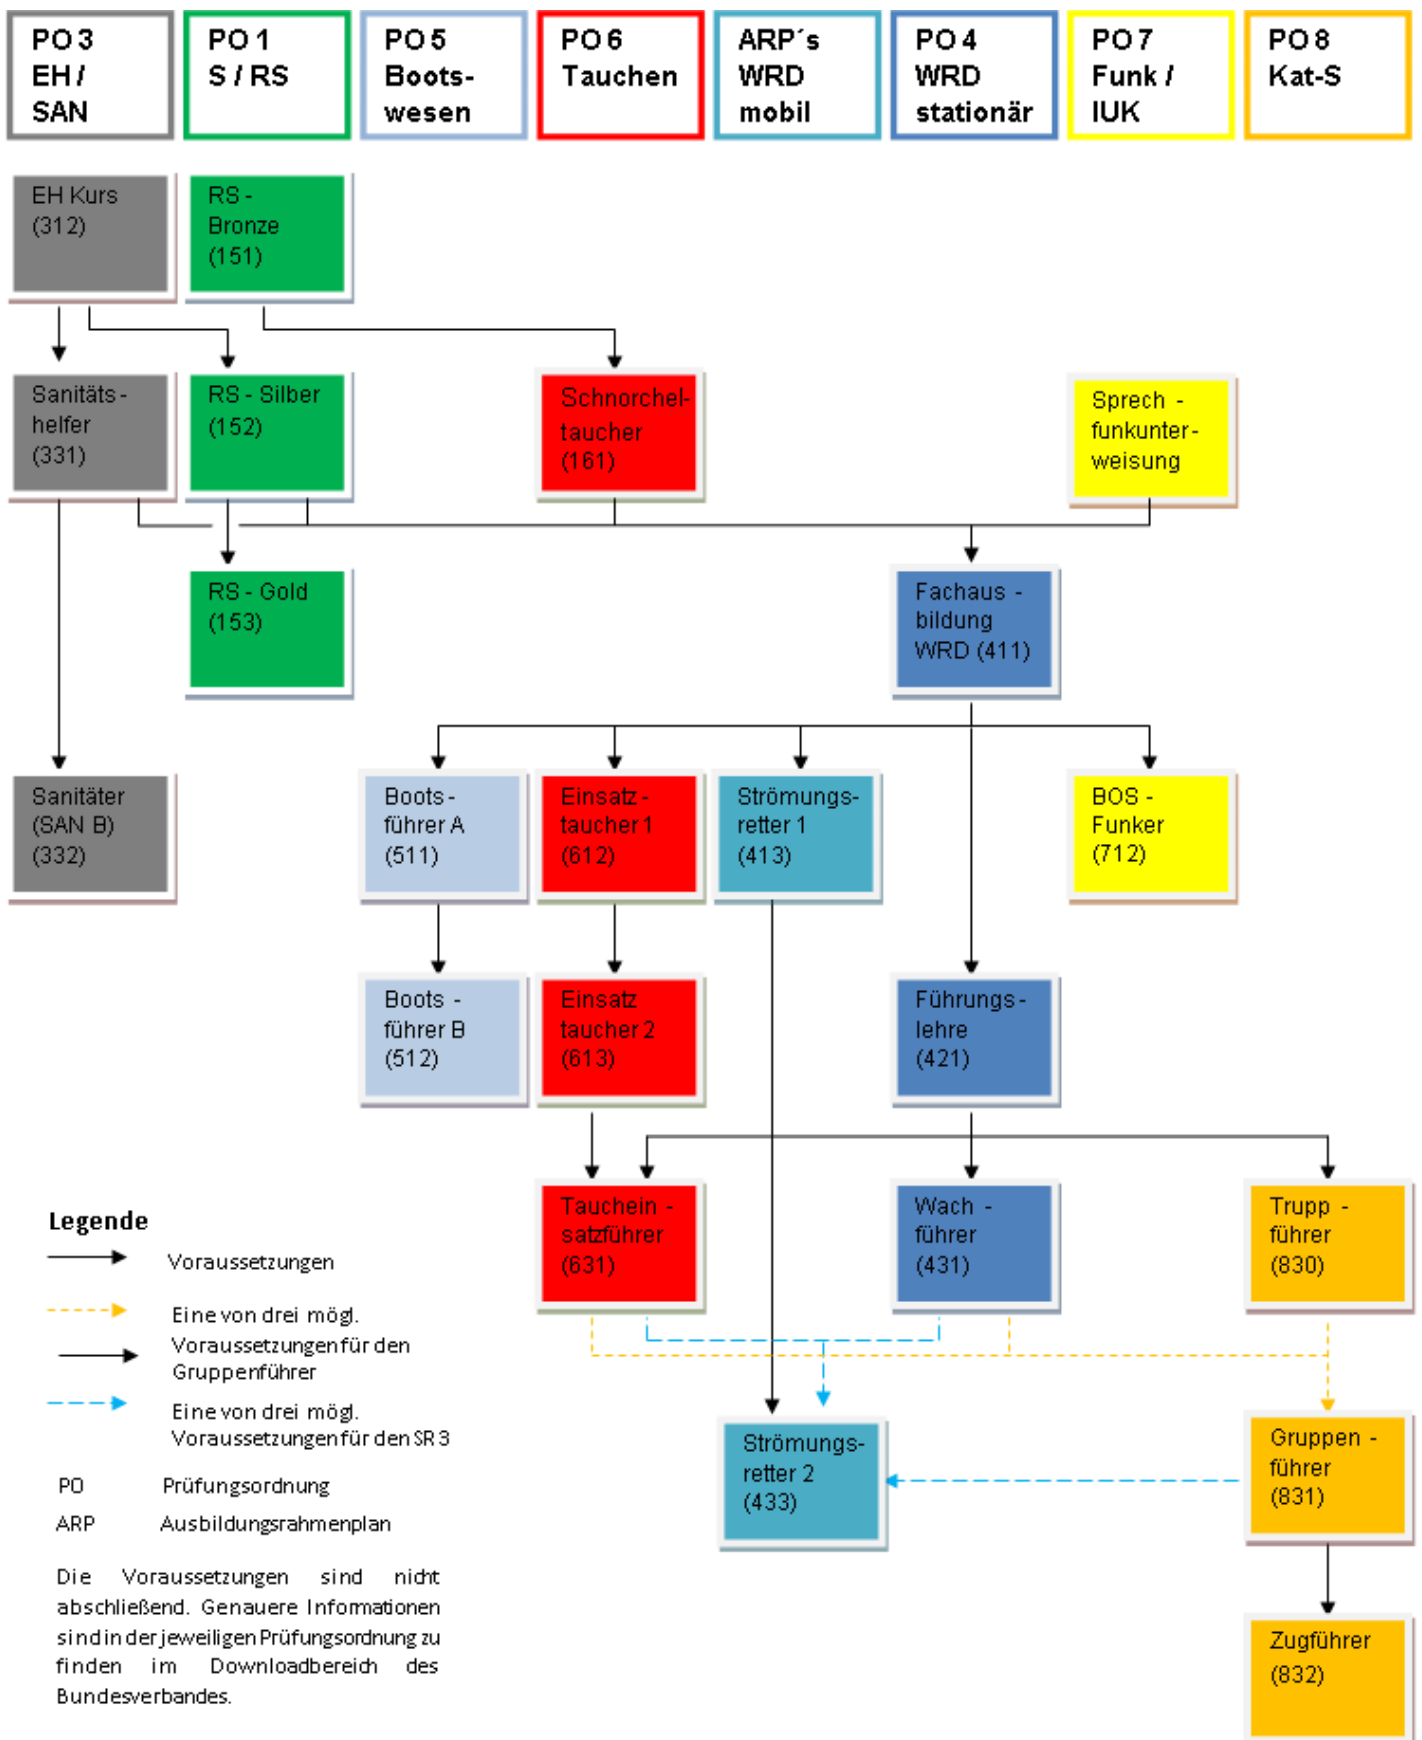 PO 3
EH /
SAN
PO 1
S / RS
PO 5
Boots-
wesen
PO 6
Tauchen
ARP´s
WRD
mobil
PO 4
WRD
stationär
PO 7
Funk /
IUK
PO 8
Kat-S
EH Kurs
(312)
RS -
Bronze
(151)
Sanitäts -
helfer
(331)
RS - Silber
(152)
Schnorchel-
taucher
(161)
Sprech -
funkunter-
weisung
RS - Gold
(153)
Fachaus -
bildung
WRD (411)
Sanitäter
(SAN B)
(332)
Boots -
führer A
(511)
Einsatz -
taucher 1
(612)
Strömungs-
retter 1
(413)
BOS -
Funker
(712)
Boots -
führer B
(512)
Einsatz
taucher 2
(613)
Führungs -
lehre
(421)
Tauchein -
satzführer
(631)
Wach -
führer
(431)
Trupp -
führer
(830)
Strömungs-
retter 2
(433)
Gruppen -
führer
(831)
Zugführer
(832)
Legende
Voraussetzungen
Eine von drei mögl.
Voraussetzungen für den
Gruppenführer
Eine von drei mögl.
Voraussetzungen für den SR 3
PO Prüfungsordnung
ARP Ausbildungsrahmenplan
Die Voraussetzungen sind nicht
abschließend. Genauere Informationen
sind in der jeweiligen Prüfungsordnung zu
finden im Downloadbereich des
Bundesverbandes.